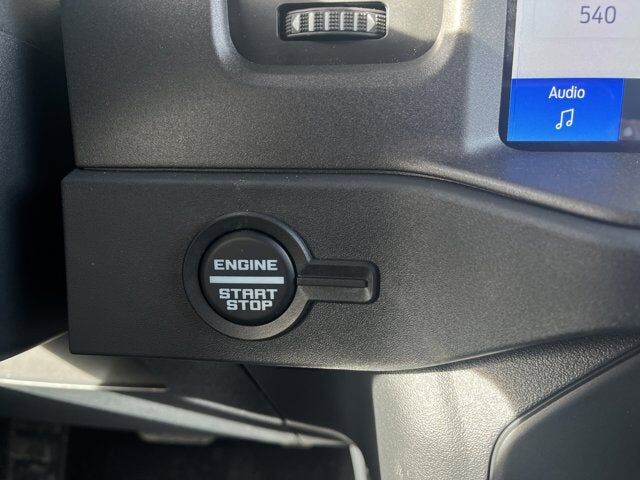 540
Audio
ENGINE
START
STOP